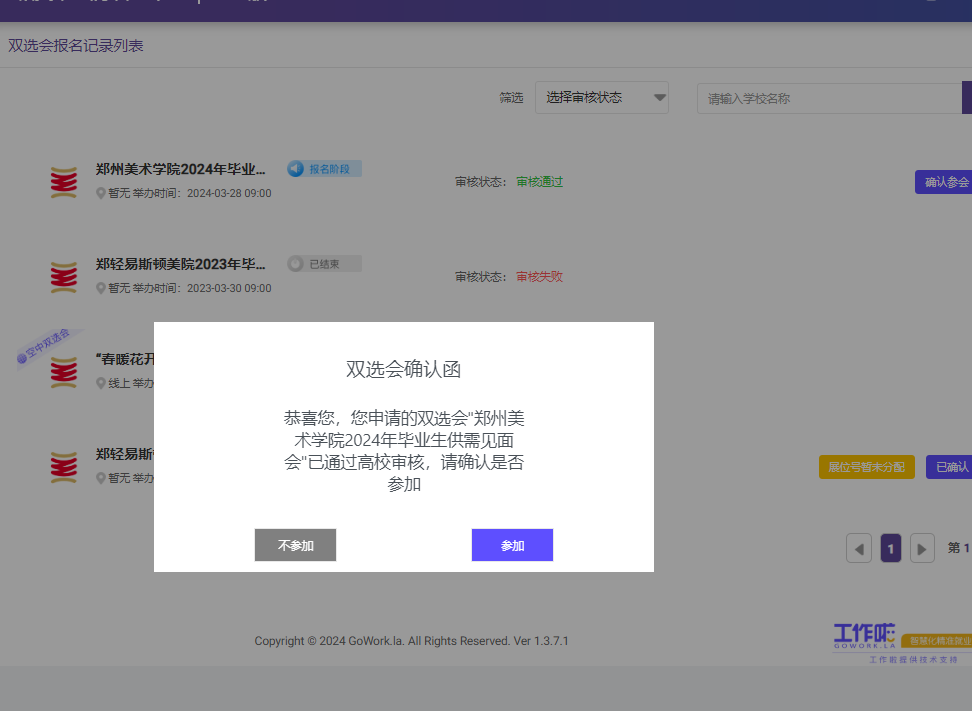 双选会报名记录列表
筛选 选择审核状态 请输入学校名称
郑州美术学院2024年毕业... 报名阶段
暂无 举办时间：2024-03-28 09:00
审核状态： 审核通过
确认参会
郑轻易斯顿美院2023年毕... 已结束
暂无 举办时间：2023-03-30 09:00
审核状态： 审核失败
空中双选会
“春暖花开
线上 举办
郑轻易斯顿
暂无 举办
展位号暂未分配 已确认
双选会确认函
恭喜您，您申请的双选会"郑州美
术学院2024年毕业生供需见面
会"已通过高校审核，请确认是否
参加
不参加 参加
1 第 1
Copyright © 2024 GoWork.la. All Rights Reserved. Ver 1.3.7.1
工作啦
GOWORK.LA
智慧化精准就业
工作啦提供技术支持